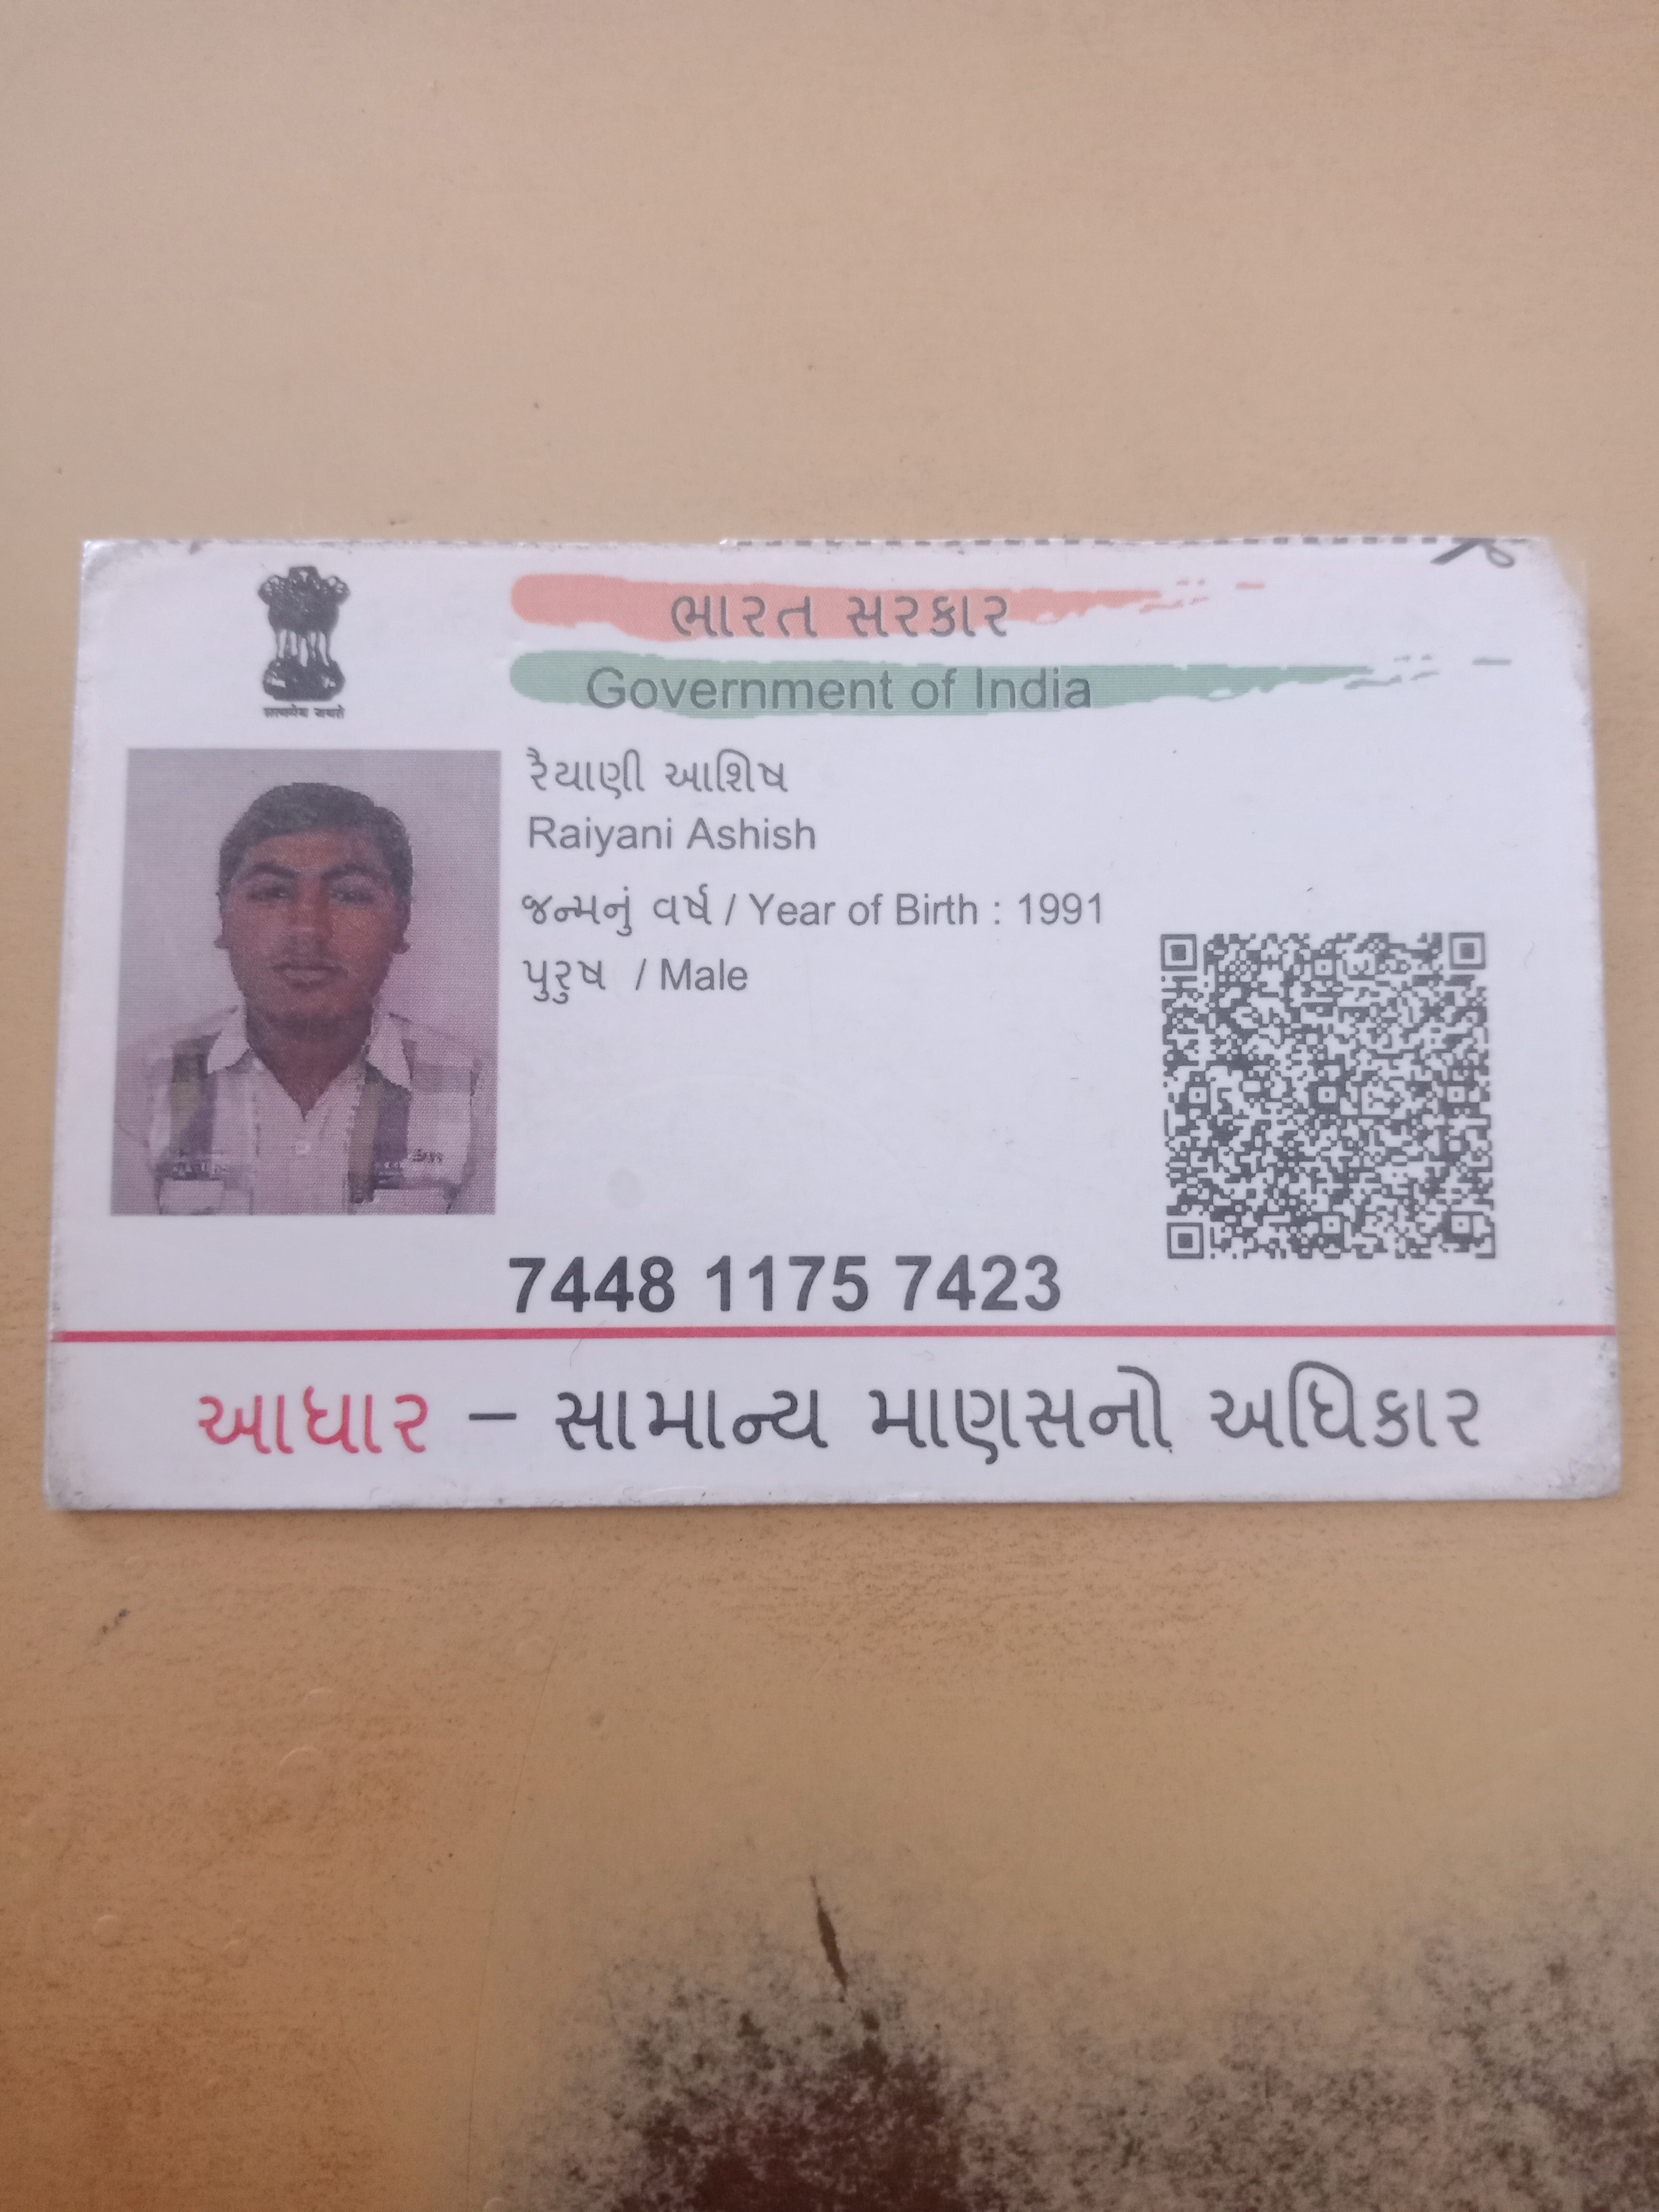 ભારત સરકાર
Government of India
सत्यमेव जयते
રૈયાણી આશિષ
Raiyani Ashish
જન્મનું વર્ષ / Year of Birth : 1991
પુરુષ / Male
7448 1175 7423
આધાર – સામાન્ય માણસનો અધિકાર